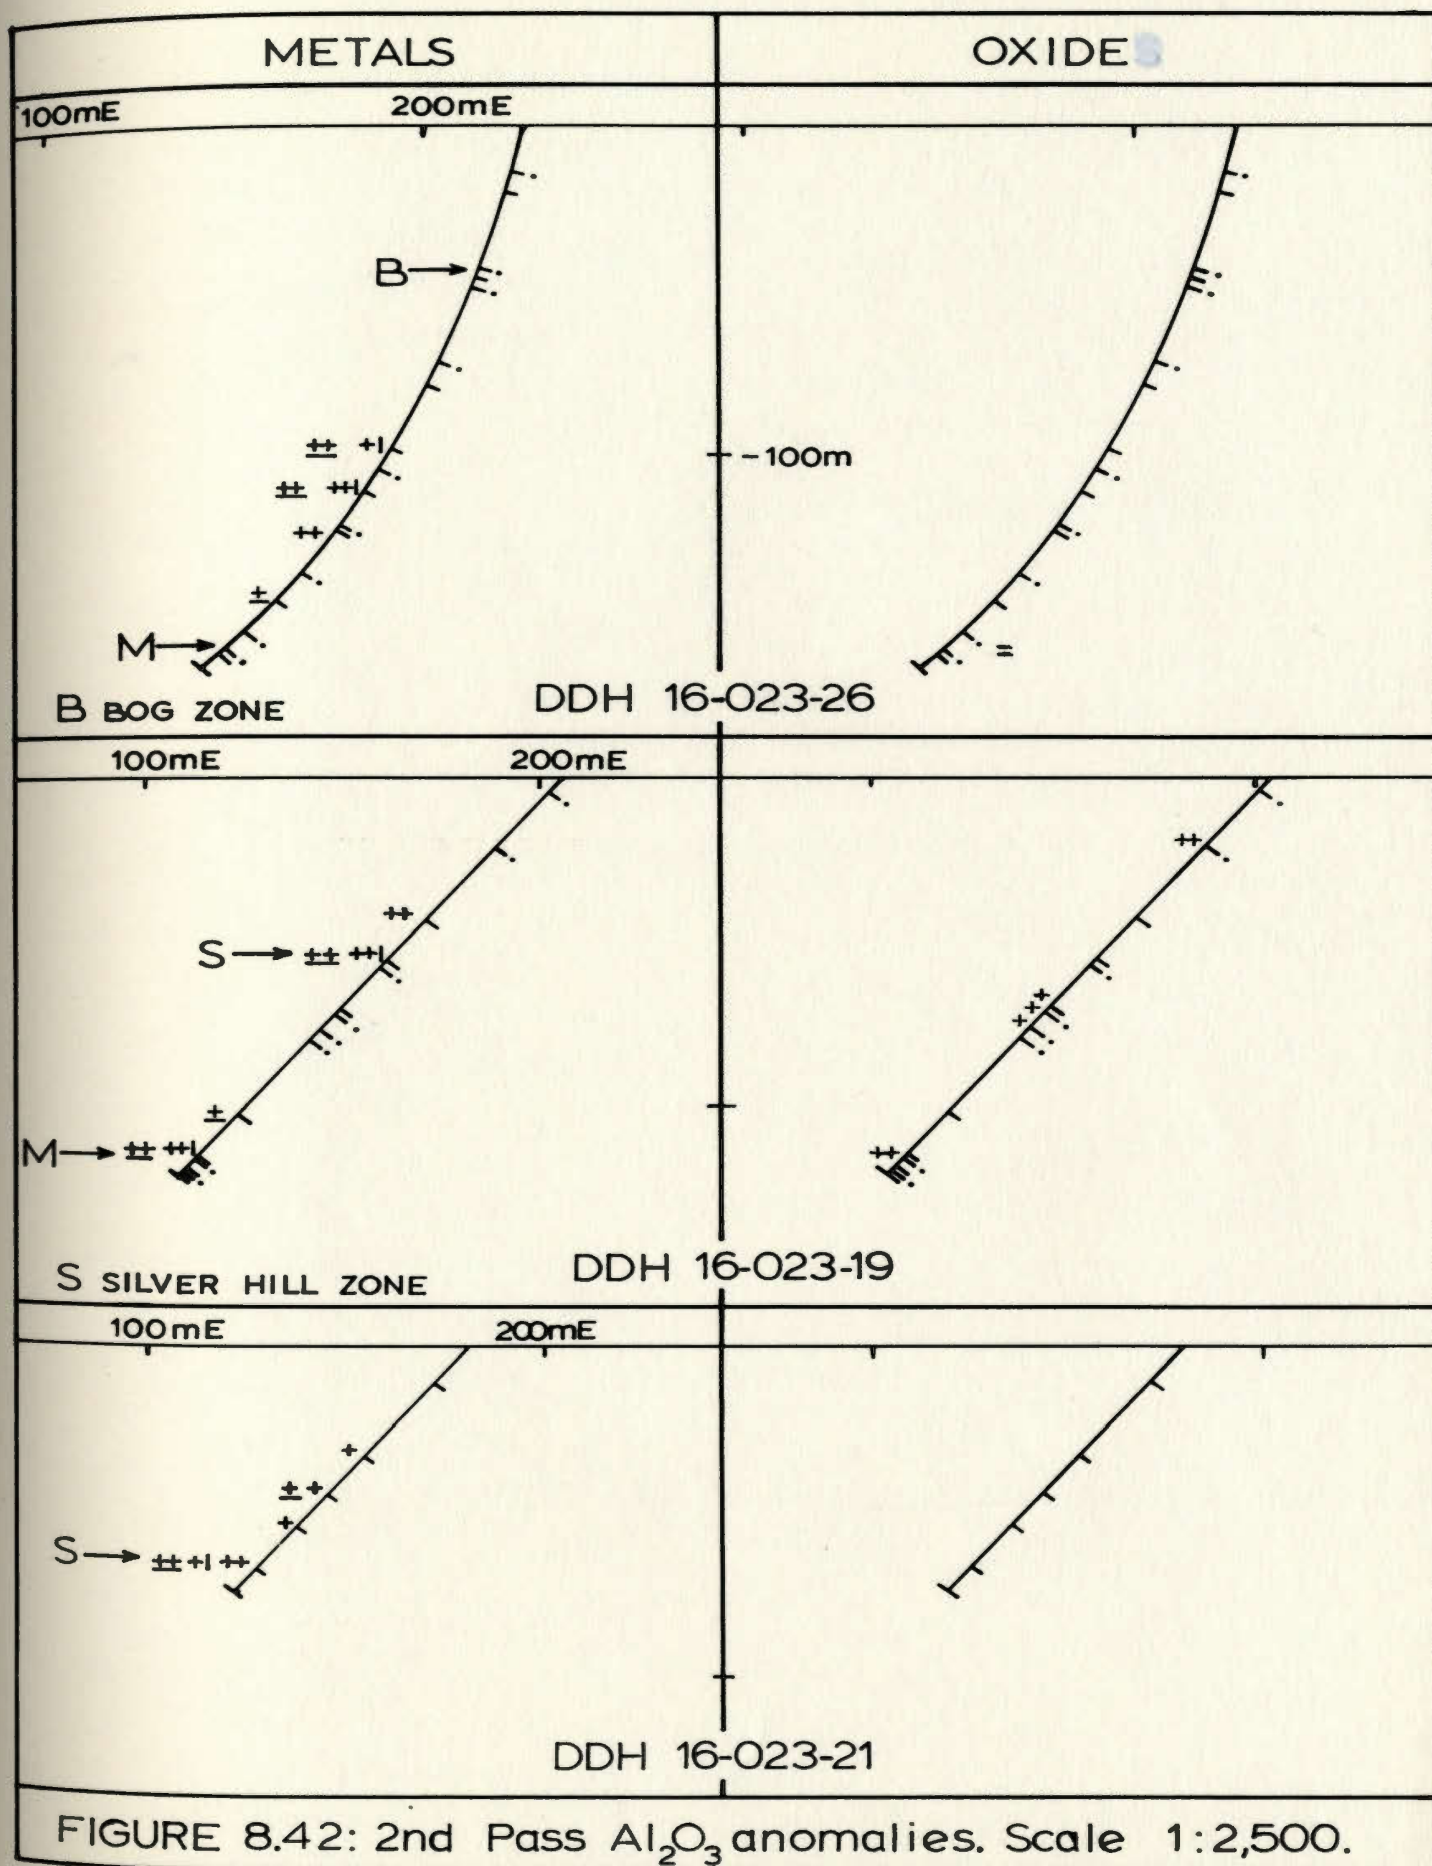 METALS OXIDES
100mE 200mE
B
-100m
M
DDH 16-023-26
B BOG ZONE
100mE 200mE
S
M
DDH 16-023-19
S SILVER HILL ZONE
100mE 200mE
S
DDH 16-023-21
FIGURE 8.42: 2nd Pass Al₂O₃ anomalies. Scale 1:2,500.